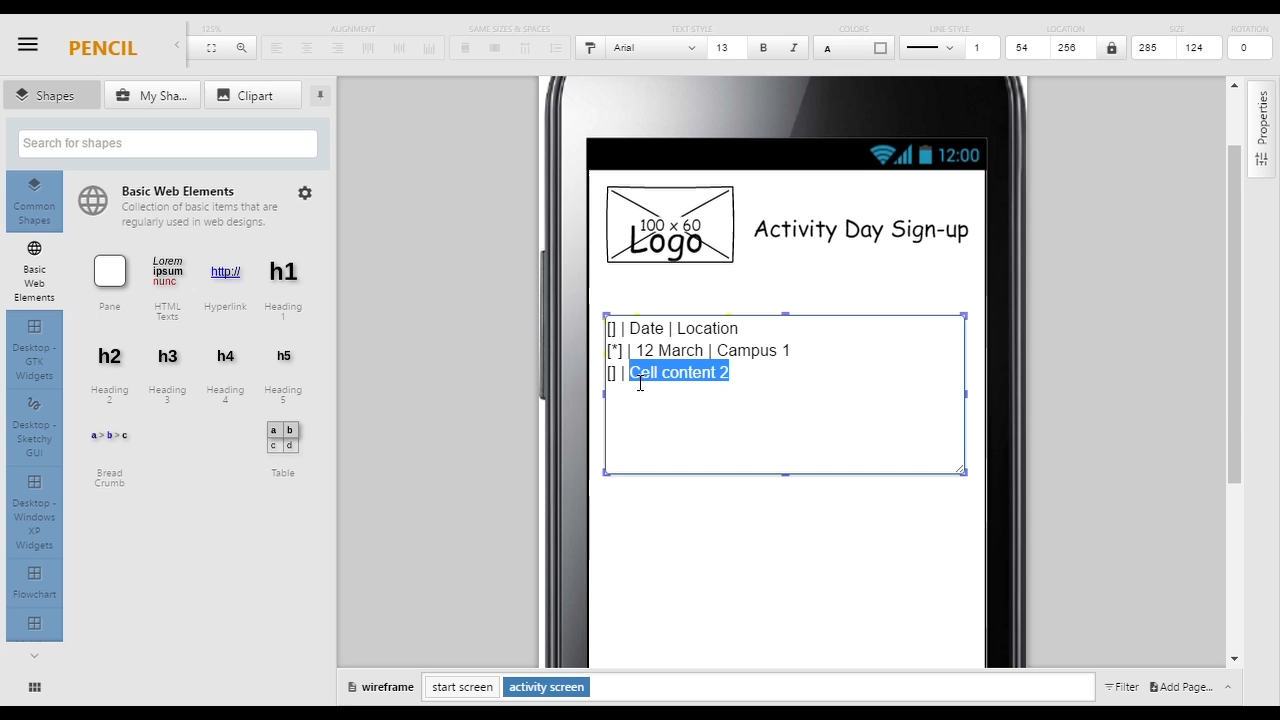 125%
ALIGNMENT
SAME SIZES & SPACES
TEXT STYLE
COLORS
LINE STYLE
LOCATION
SIZE
ROTATION
PENCIL
Arial
13
B
I
A
1
54
256
285
124
0
Shapes
My Sha...
Clipart
Search for shapes
Properties
Common Shapes
Basic Web Elements
Desktop - GTK Widgets
Desktop - Sketchy GUI
Desktop - Windows XP Widgets
Flowchart
Basic Web Elements
Collection of basic items that are
regularly used in web designs.
Lorem
ipsum
nunc
http://
h1
Pane
HTML Texts
Hyperlink
Heading 1
h2
h3
h4
h5
Heading 2
Heading 3
Heading 4
Heading 5
a > b > c
a b
c d
Bread Crumb
Table
12:00
100 x 60
Logo
Activity Day Sign-up
[] | Date | Location
[*] | 12 March | Campus 1
[] | Cell content 2
wireframe
start screen
activity screen
Filter
Add Page...